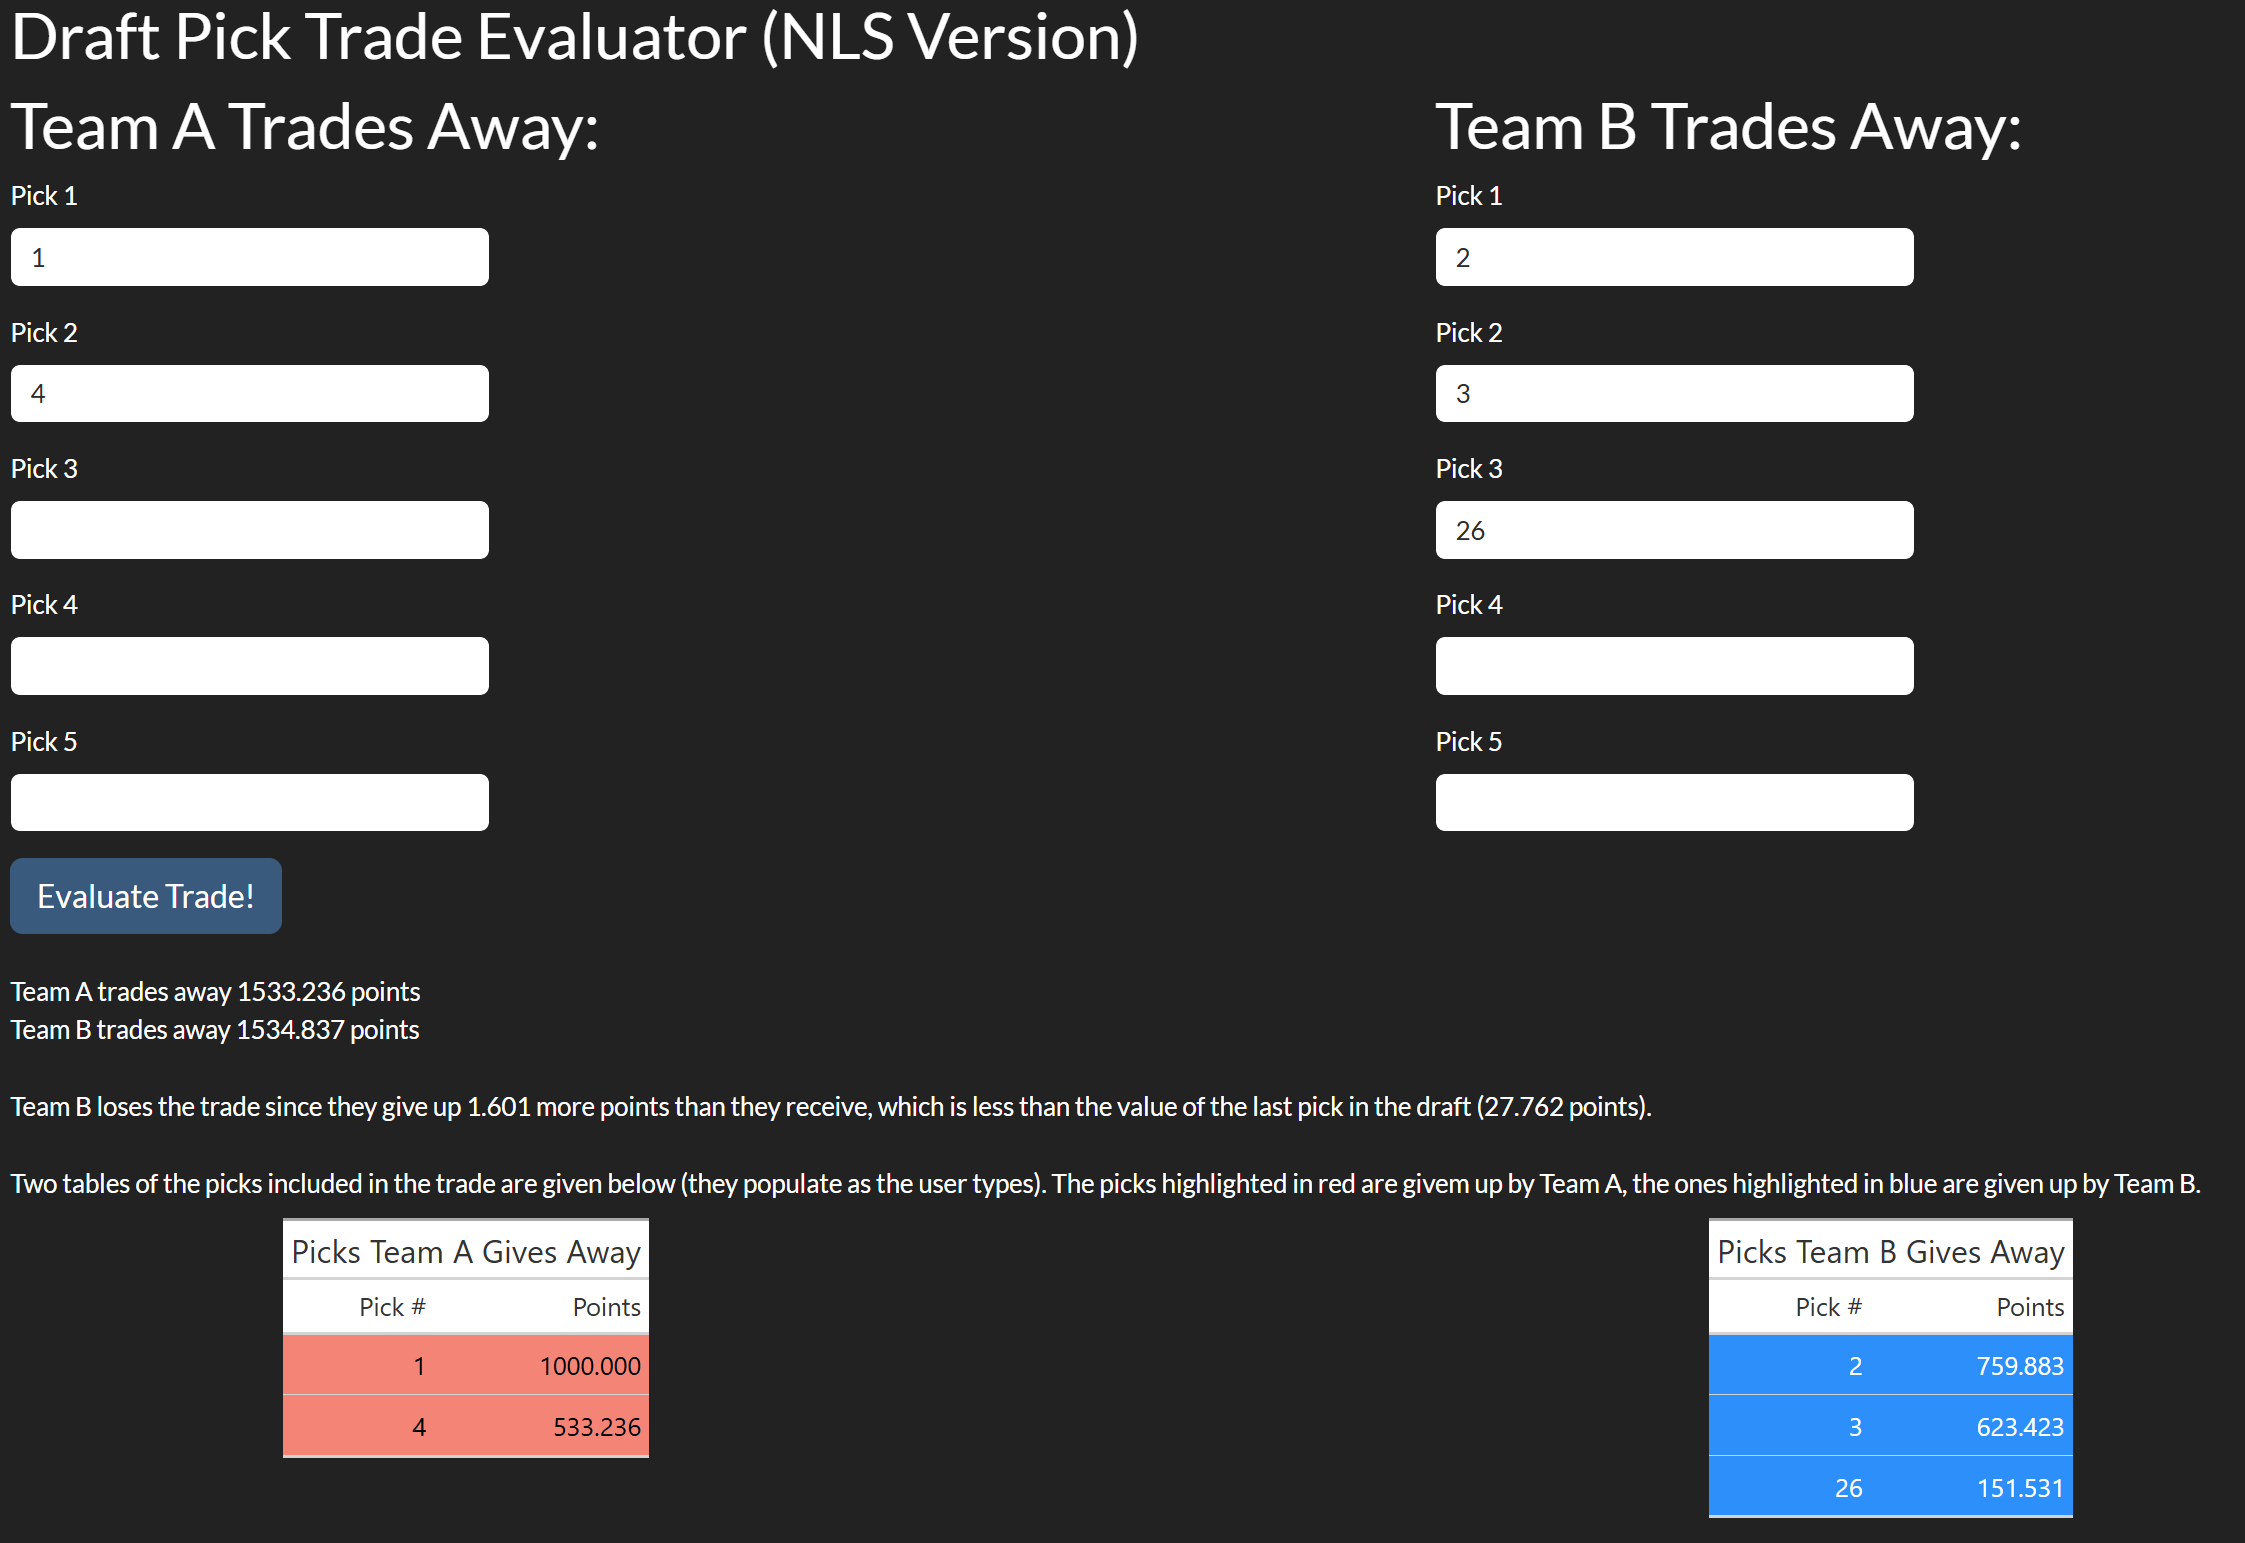 Draft Pick Trade Evaluator (NLS Version)
Team A Trades Away:
Pick 1
1
Pick 2
4
Pick 3
Pick 4
Pick 5
Team B Trades Away:
Pick 1
2
Pick 2
3
Pick 3
26
Pick 4
Pick 5
Evaluate Trade!
Team A trades away 1533.236 points
Team B trades away 1534.837 points
Team B loses the trade since they give up 1.601 more points than they receive, which is less than the value of the last pick in the draft (27.762 points).
Two tables of the picks included in the trade are given below (they populate as the user types). The picks highlighted in red are givem up by Team A, the ones highlighted in blue are given up by Team B.
Picks Team A Gives Away
Pick # Points
1 1000.000
4 533.236
Picks Team B Gives Away
Pick # Points
2 759.883
3 623.423
26 151.531